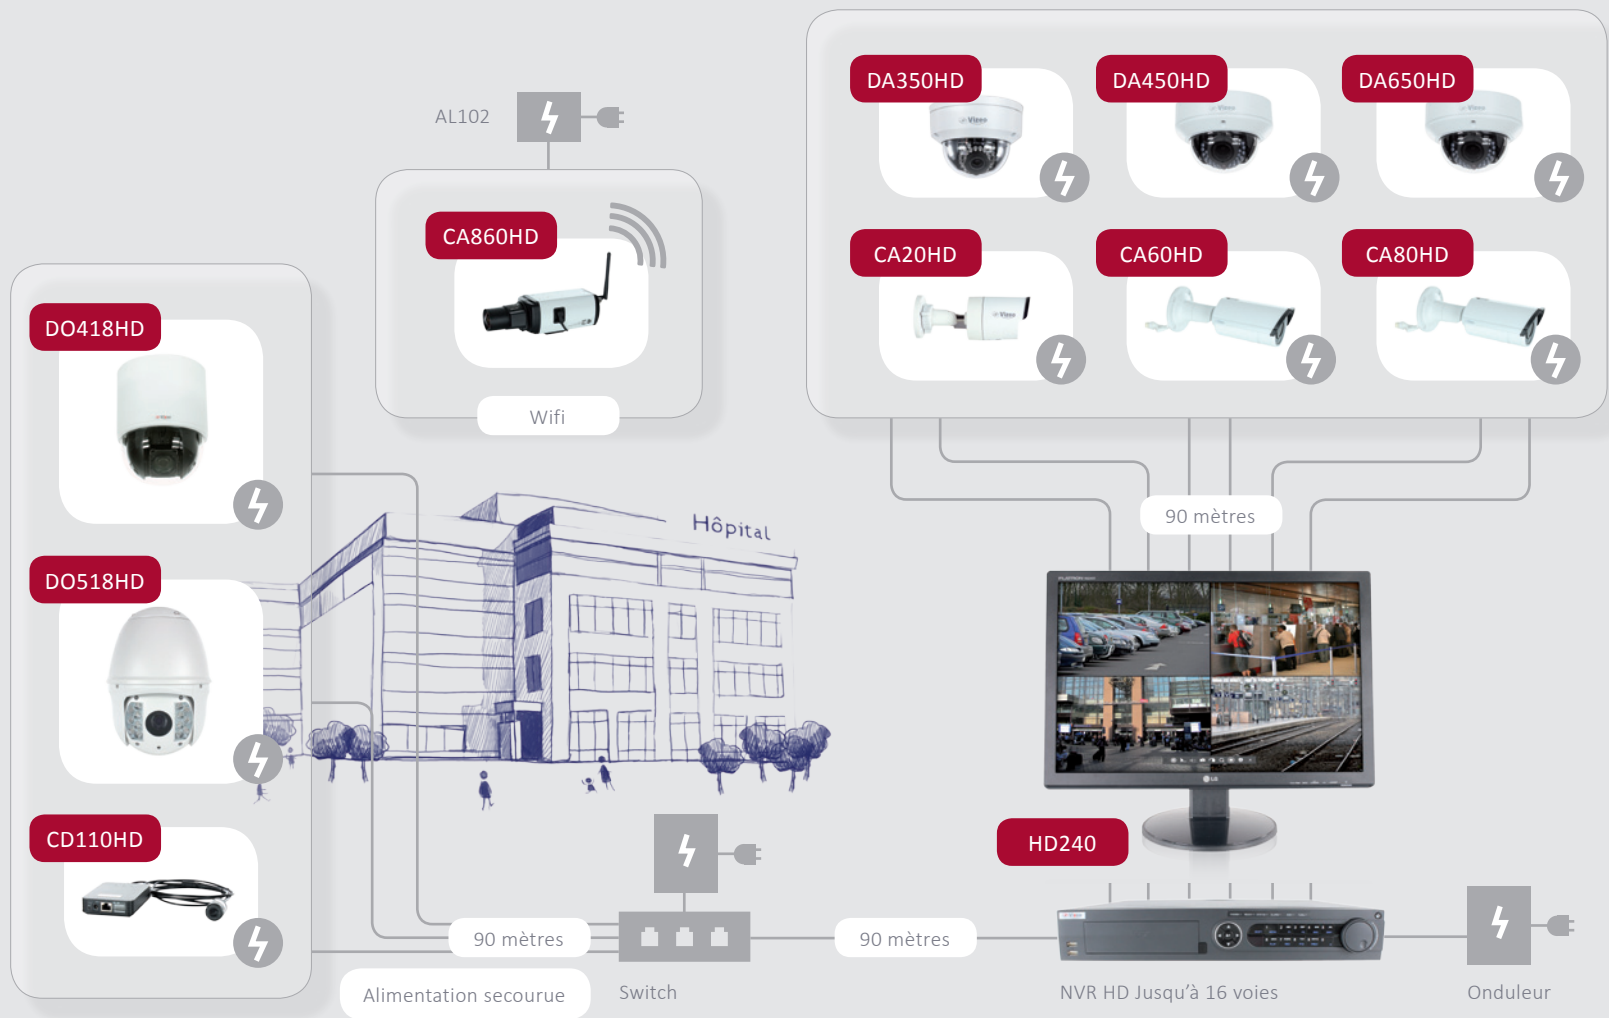 DA350HD
DA450HD
DA650HD
AL102
CA860HD
CA20HD
CA60HD
CA80HD
DO418HD
Wifi
90 mètres
Hôpital
DO518HD
CD110HD
HD240
LG
90 mètres
90 mètres
Alimentation secourue
Switch
NVR HD Jusqu'à 16 voies
Onduleur